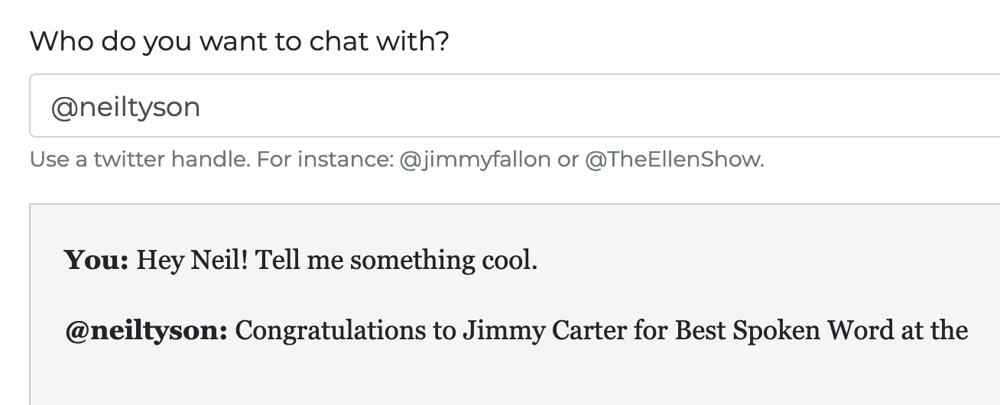 Who do you want to chat with?
@neiltyson
Use a twitter handle. For instance: @jimmyfallon or @TheEllenShow.
You: Hey Neil! Tell me something cool.
@neiltyson: Congratulations to Jimmy Carter for Best Spoken Word at the